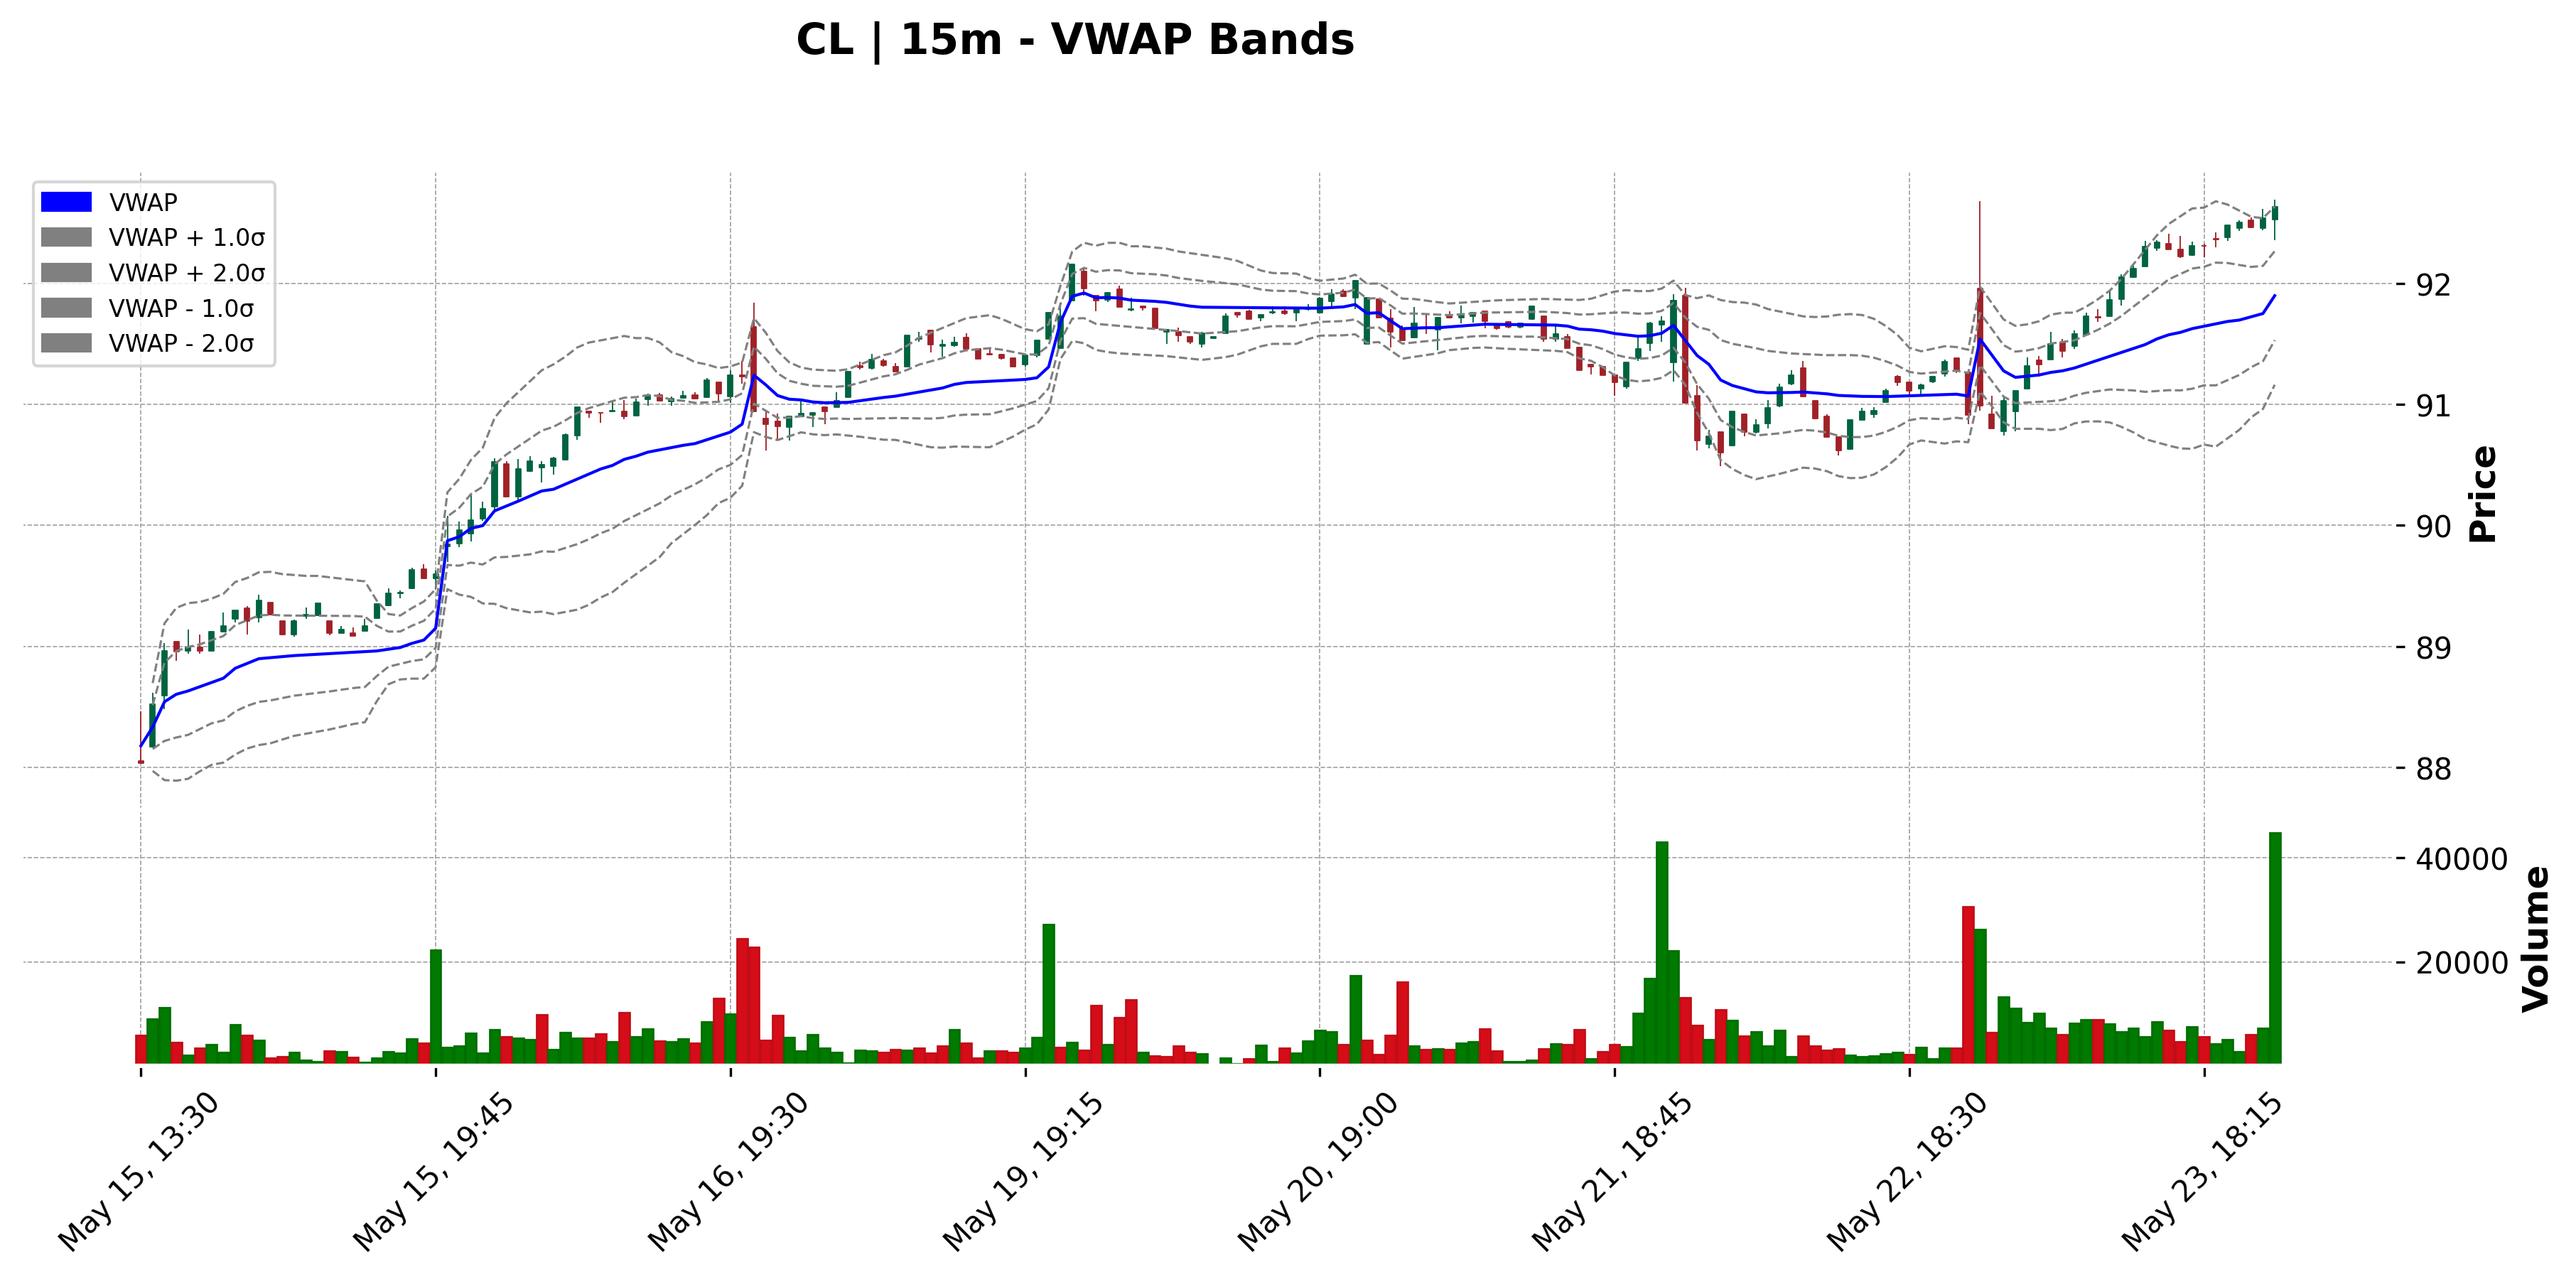 CL | 15m - VWAP Bands
VWAP
VWAP + 1.0σ
VWAP + 2.0σ
VWAP - 1.0σ
VWAP - 2.0σ
92
91
90
89
88
Price
40000
20000
Volume
May 15, 13:30
May 15, 19:45
May 16, 19:30
May 19, 19:15
May 20, 19:00
May 21, 18:45
May 22, 18:30
May 23, 18:15